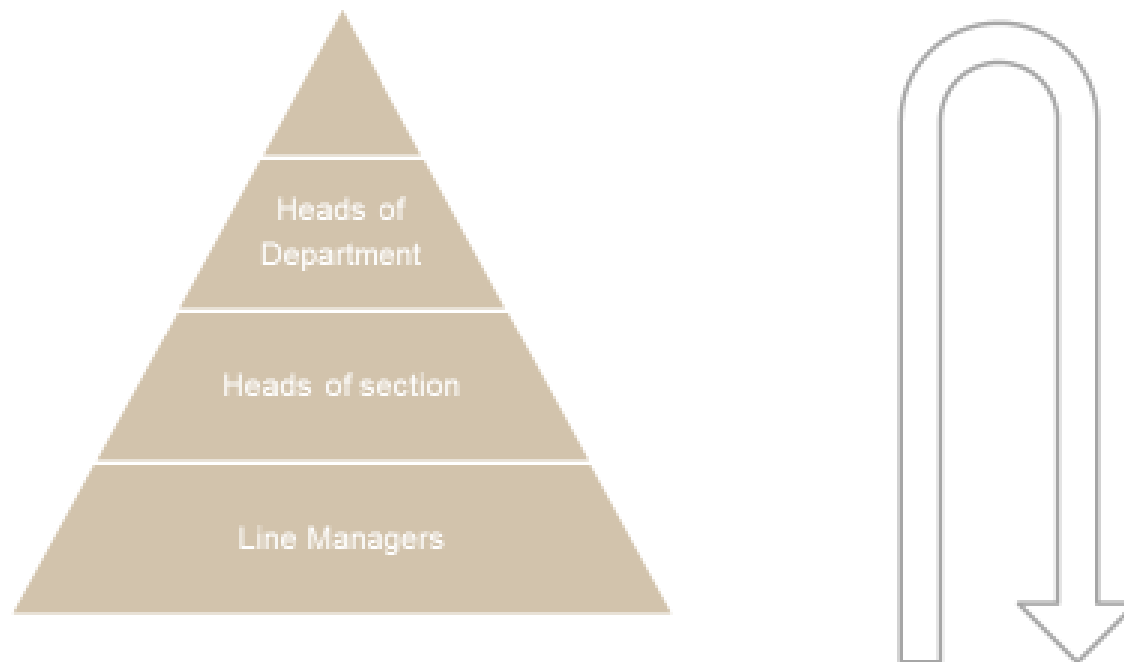 Heads of
Department
Heads of section
Line Managers